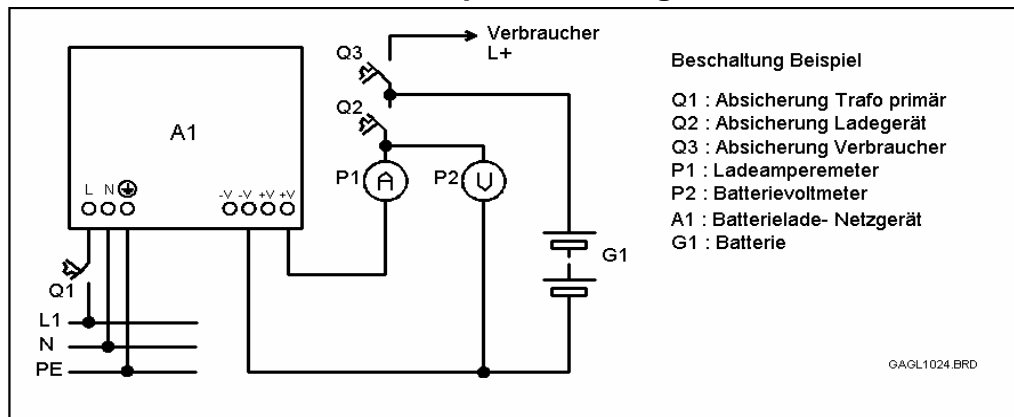 Verbraucher
L+
Q3
Q2
A1
P1 A
P2 V
L N
-V -V +V +V
Q1
L1
N
PE
G1
Beschaltung Beispiel
Q1 : Absicherung Trafo primär
Q2 : Absicherung Ladegerät
Q3 : Absicherung Verbraucher
P1 : Ladeamperemeter
P2 : Batterievoltmeter
A1 : Batterielade- Netzgerät
G1 : Batterie
GAGL1024.BRD